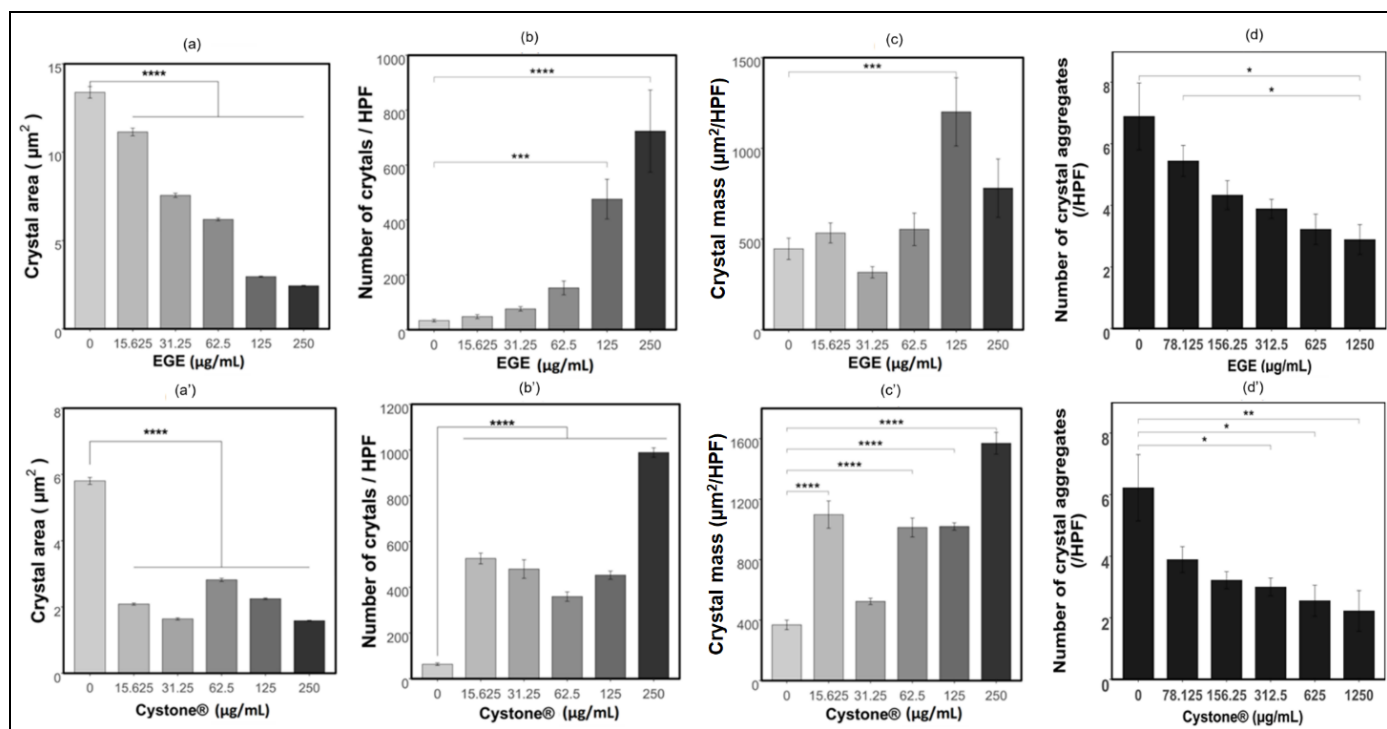 (a)
****
Crystal area ( µm² )
15
10
5
0
0 15.625 31.25 62.5 125 250
EGE (µg/mL)
(b)
****
***
Number of crytals / HPF
1000
800
600
400
200
0
0 15.625 31.25 62.5 125 250
EGE (µg/mL)
(c)
***
Crystal mass (µm²/HPF)
1500
1000
500
0
0 15.625 31.25 62.5 125 250
EGE (µg/mL)
(d)
*
*
Number of crystal aggregates
(/HPF)
8
6
4
2
0
0 78.125 156.25 312.5 625 1250
EGE (µg/mL)
(a')
****
Crystal area ( µm² )
8
6
4
2
0
0 15.625 31.25 62.5 125 250
Cystone® (µg/mL)
(b')
****
Number of crytals / HPF
1200
1000
800
600
400
200
0
0 15.625 31.25 62.5 125 250
Cystone® (µg/mL)
(c')
****
****
****
****
Crystal mass (µm²/HPF)
1600
1200
800
400
0
0 15.625 31.25 62.5 125 250
Cystone® (µg/mL)
(d')
**
*
*
Number of crystal aggregates
(/HPF)
8
6
4
2
0
0 78.125 156.25 312.5 625 1250
Cystone® (µg/mL)